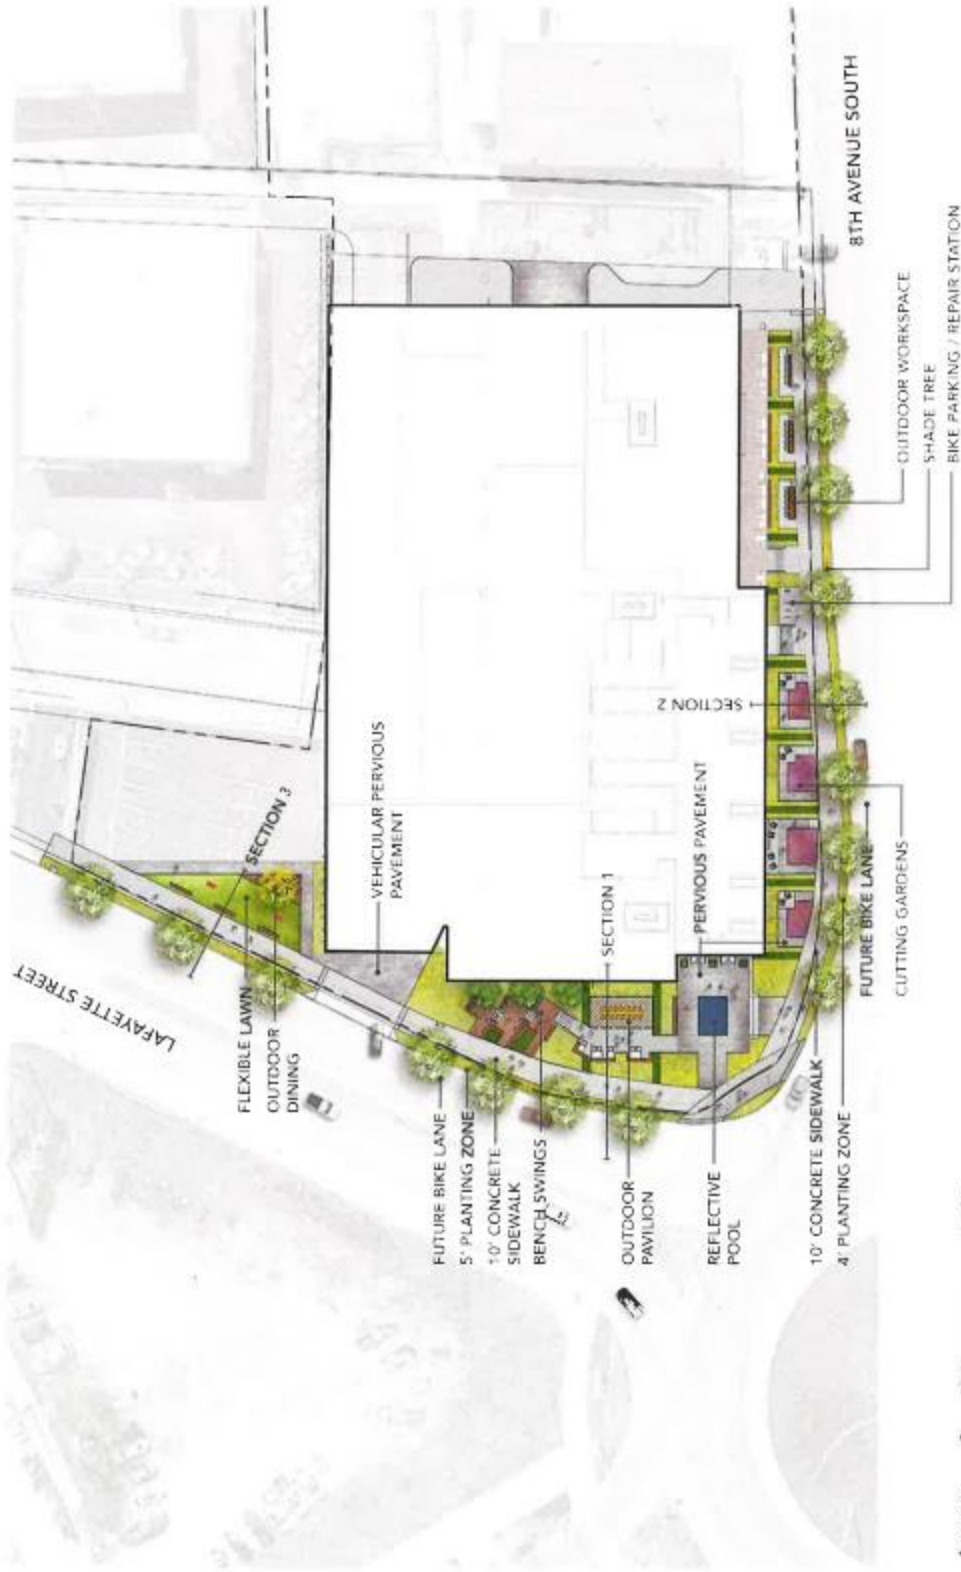 LAFAYETTE STREET
FLEXIBLE LAWN
OUTDOOR
DINING
SECTION 3
VEHICULAR PERVIOUS
PAVEMENT
FUTURE BIKE LANE
5' PLANTING ZONE
10' CONCRETE
SIDEWALK
BENCH SWINGS
SECTION 1
OUTDOOR
PAVILION
PERVIOUS PAVEMENT
REFLECTIVE
POOL
SECTION 2
10' CONCRETE SIDEWALK
4' PLANTING ZONE
FUTURE BIKE LANE
CUTTING GARDENS
8TH AVENUE SOUTH
OUTDOOR WORKSPACE
SHADE TREE
BIKE PARKING / REPAIR STATION